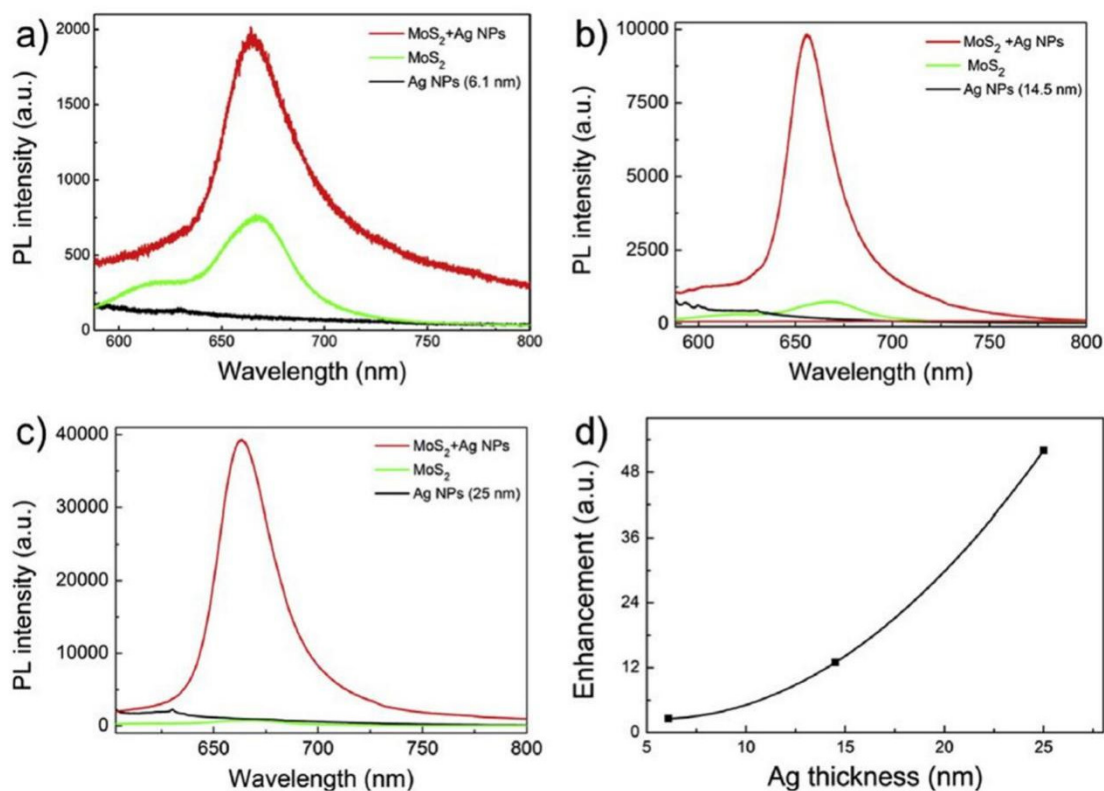 a)
MoS2+Ag NPs
MoS2
Ag NPs (6.1 nm)
PL intensity (a.u.)
2000
1500
1000
500
0
600 650 700 750 800
Wavelength (nm)
b)
MoS2 +Ag NPs
MoS2
Ag NPs (14.5 nm)
PL intensity (a.u.)
10000
7500
5000
2500
0
600 650 700 750 800
Wavelength (nm)
c)
MoS2+Ag NPs
MoS2
Ag NPs (25 nm)
PL intensity (a.u.)
40000
30000
20000
10000
0
650 700 750 800
Wavelength (nm)
d)
Enhancement (a.u.)
48
36
24
12
0
5 10 15 20 25
Ag thickness (nm)